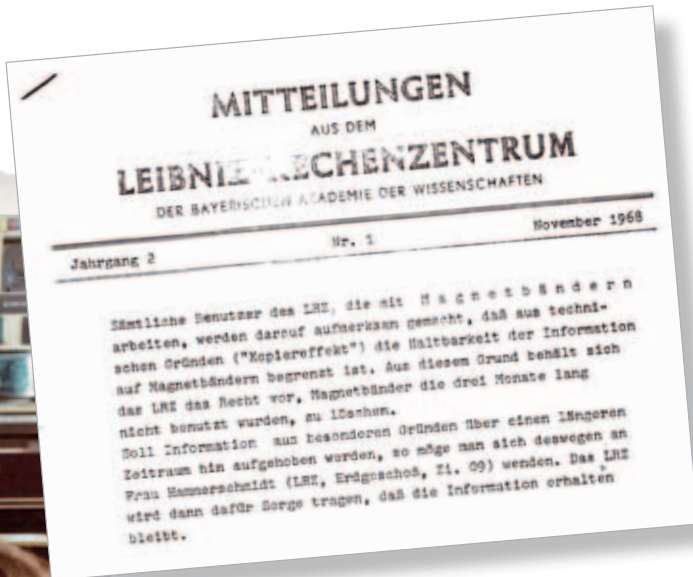 MITTEILUNGEN
AUS DEM
LEIBNIZ-RECHENZENTRUM
DER BAYERISCHEN AKADEMIE DER WISSENSCHAFTEN
Jahrgang 2 Nr. 1 November 1968
Sämtliche Benutzer des LRZ, die mit M a g n e t b ä n d e r n
arbeiten, werden darauf aufmerksam gemacht, daß aus techni-
schen Gründen ("Kopiereffekt") die Haltbarkeit der Information
auf Magnetbändern begrenzt ist. Aus diesem Grund behält sich
das LRZ das Recht vor, Magnetbänder die drei Monate lang
nicht benutzt wurden, zu löschen.
Soll Information aus besonderen Gründen über einen längeren
Zeitraum hin aufgehoben werden, so möge man sich deswegen an
Frau Hammerschmidt (LRZ, Erdgeschoß, Zi. 09) wenden. Das LRZ
wird dann dafür Sorge tragen, daß die Information erhalten
bleibt.